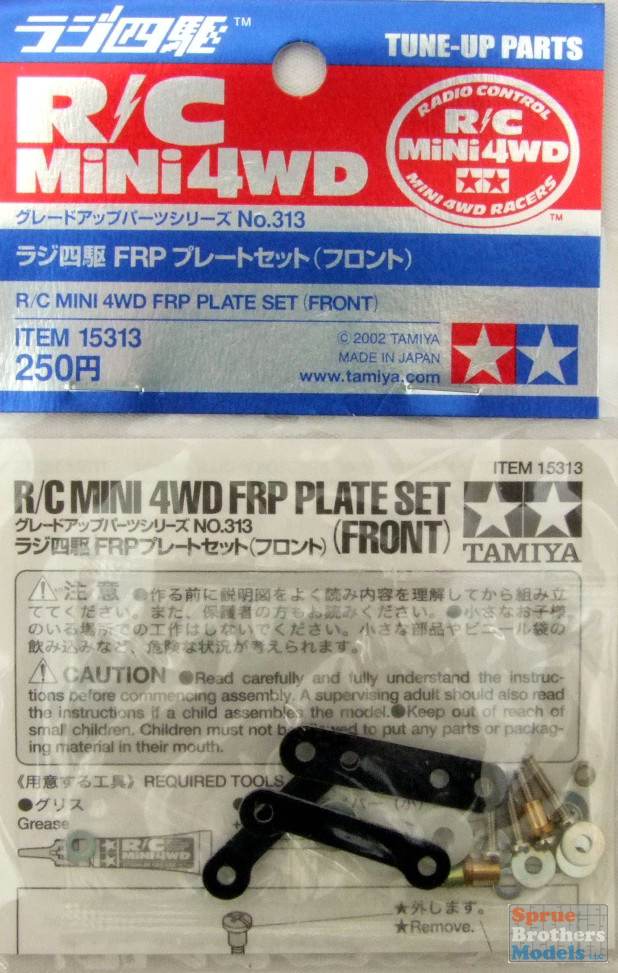 ラジ四駆™
TUNE-UP PARTS
R/C
MiNi4WD
RADIO CONTROL
R/C
MiNi4WD
MINI 4WD RACERS
TM
グレードアップパーツシリーズ No.313
ラジ四駆 FRP プレートセット(フロント)
R/C MINI 4WD FRP PLATE SET (FRONT)
ITEM 15313
250円
© 2002 TAMIYA
MADE IN JAPAN
www.tamiya.com
ITEM 15313
R/C MINI 4WD FRP PLATE SET
(FRONT)
グレードアップパーツシリーズ NO.313
ラジ四駆 FRPプレートセット(フロント)
TAMIYA
注意 ●作る前に説明図をよく読み内容を理解してから組み立
ててください。また、保護者の方もお読みください。●小さなお子様
のいる場所での工作はしないでください。小さな部品やビニール袋の
飲み込みなど、危険な状況が考えられます。
CAUTION ●Read carefully and fully understand the instruc-
tions before commencing assembly. A supervising adult should also read
the instructions if a child assembles the model.●Keep out of reach of
small children. Children must not be allowed to put any parts or packag-
ing material in their mouth.
《用意する工具》 REQUIRED TOOLS
●グリス
Grease
バー (小)
R/C
MiNi4WD
★外します。
★Remove.
Sprue
Brothers
Models LLC